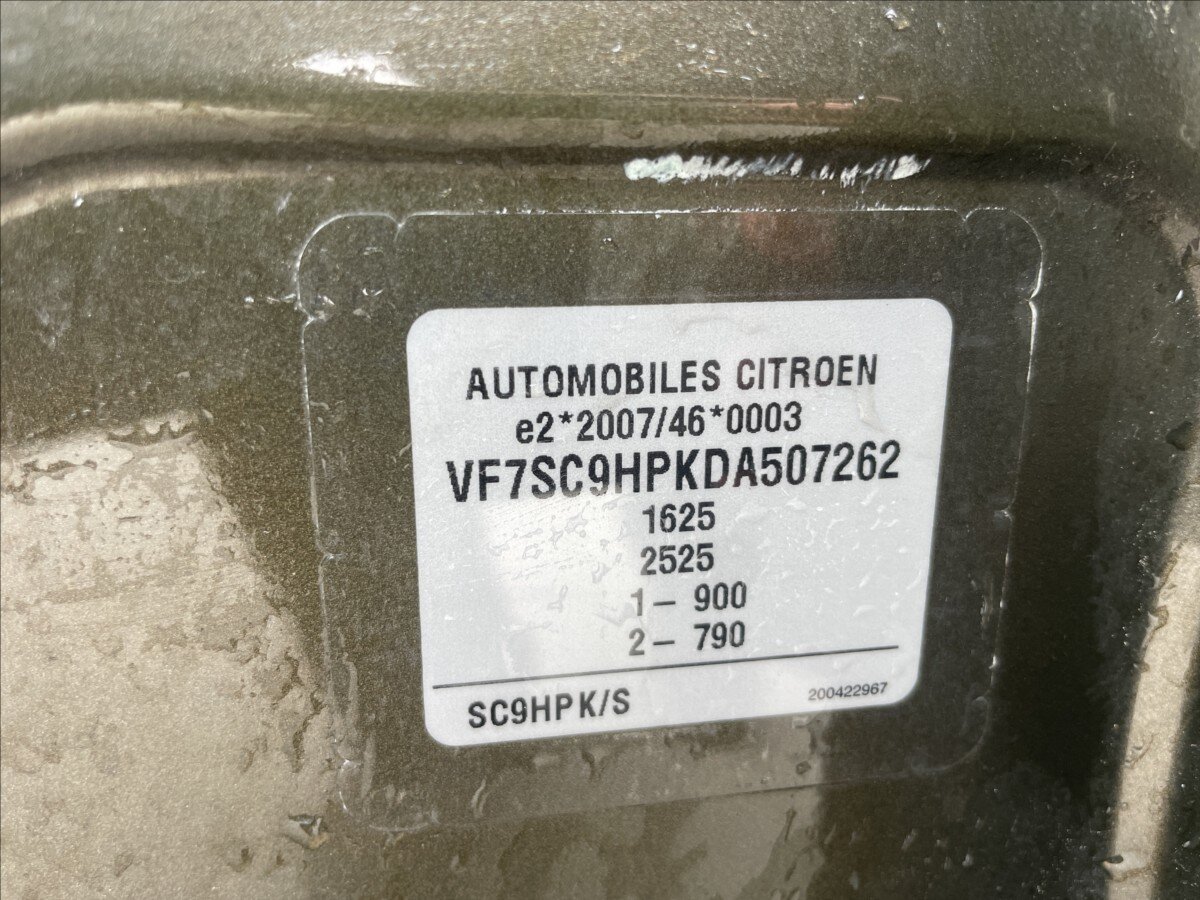 AUTOMOBILES CITROEN
e2*2007/46*0003
VF7SC9HPKDA507262
1625
2525
1- 900
2- 790
SC9HPK/S
200422967